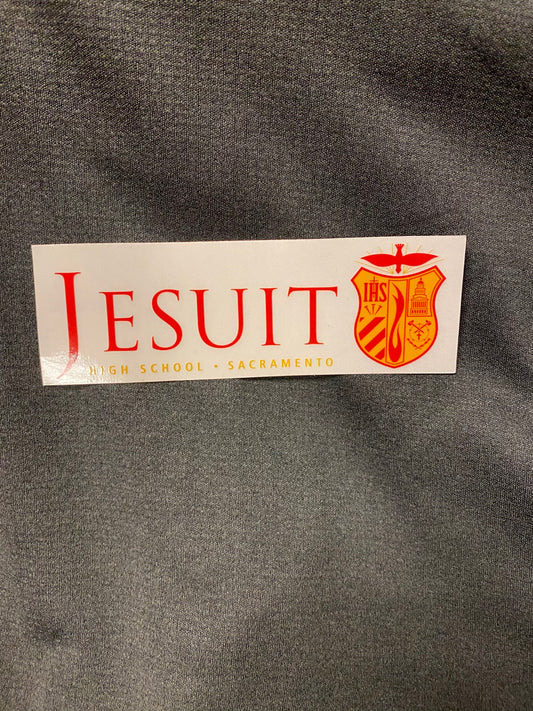 JESUIT
HIGH SCHOOL • SACRAMENTO
IHS